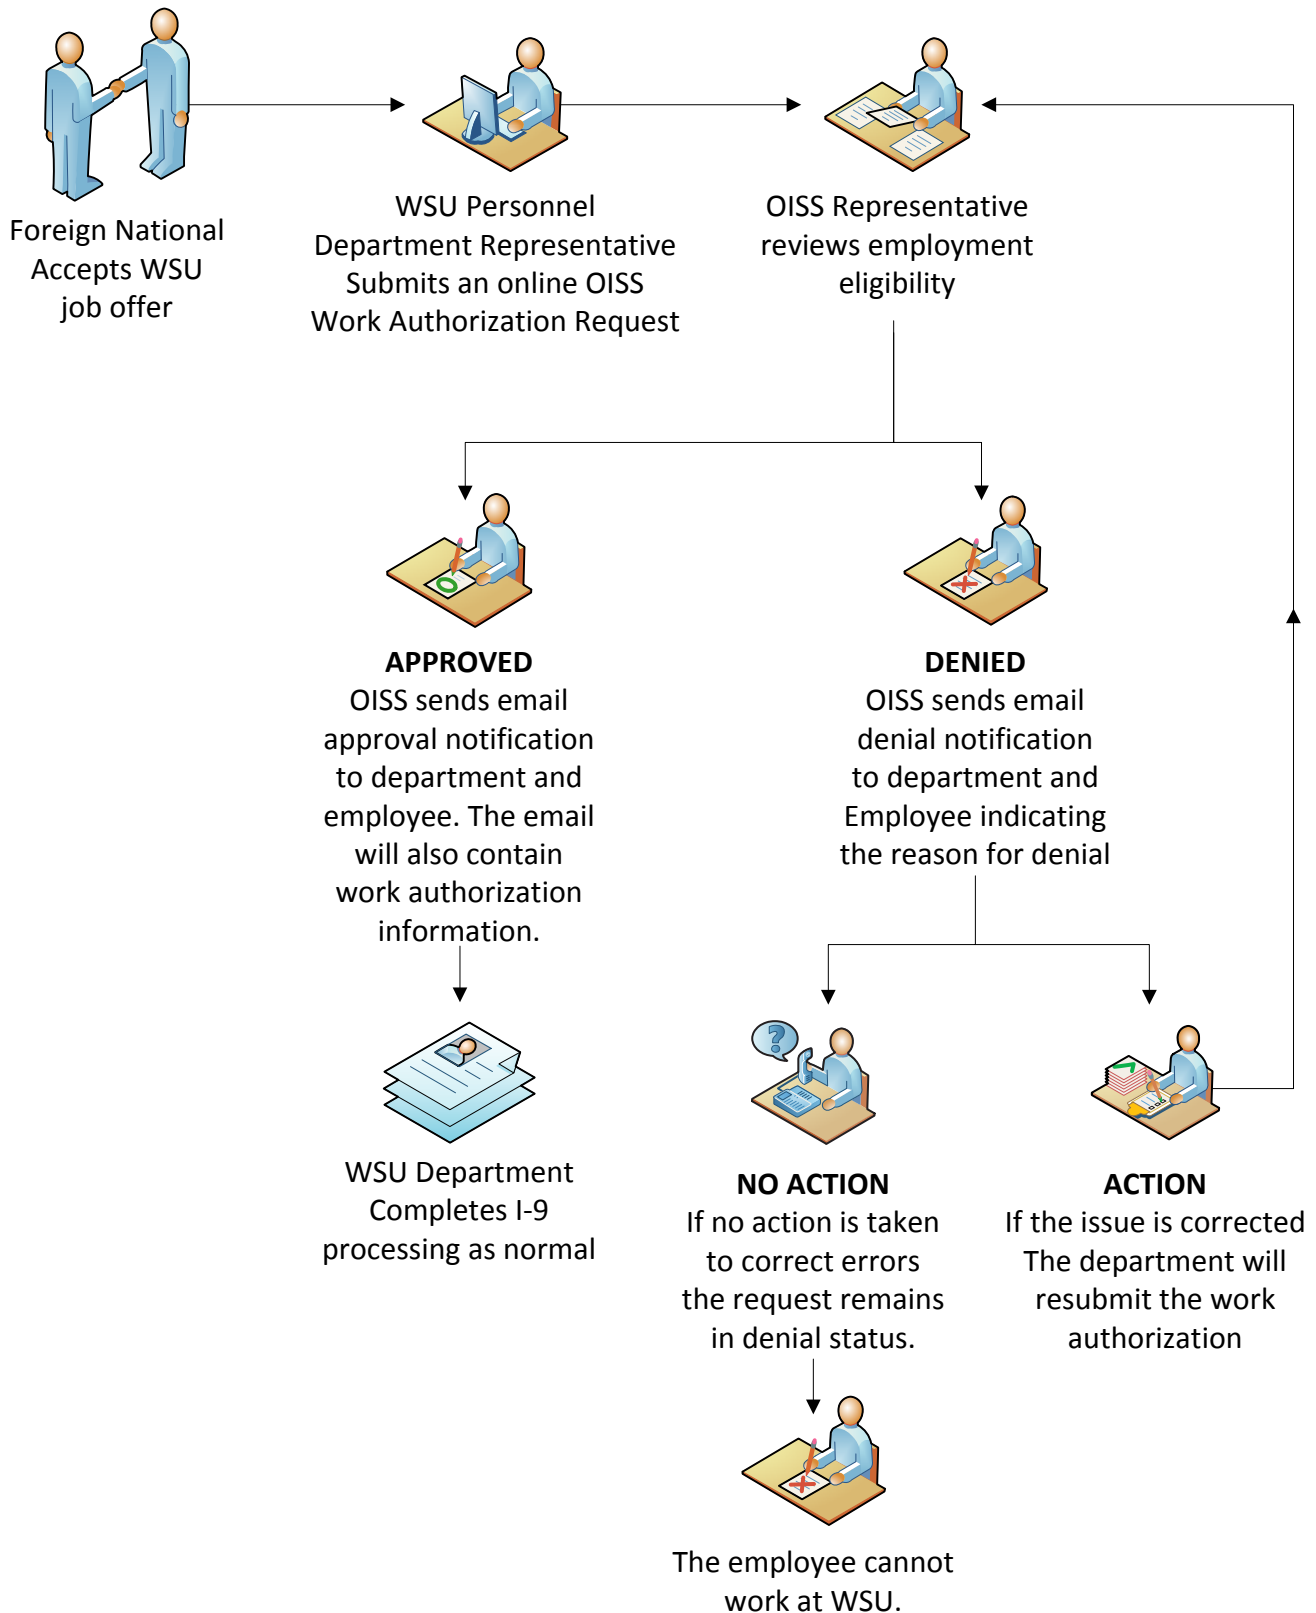 Foreign National
Accepts WSU
job offer
WSU Personnel
Department Representative
Submits an online OISS
Work Authorization Request
OISS Representative
reviews employment
eligibility
APPROVED
OISS sends email
approval notification
to department and
employee. The email
will also contain
work authorization
information.
DENIED
OISS sends email
denial notification
to department and
Employee indicating
the reason for denial
WSU Department
Completes I-9
processing as normal
?
NO ACTION
If no action is taken
to correct errors
the request remains
in denial status.
ACTION
If the issue is corrected
The department will
resubmit the work
authorization
The employee cannot
work at WSU.